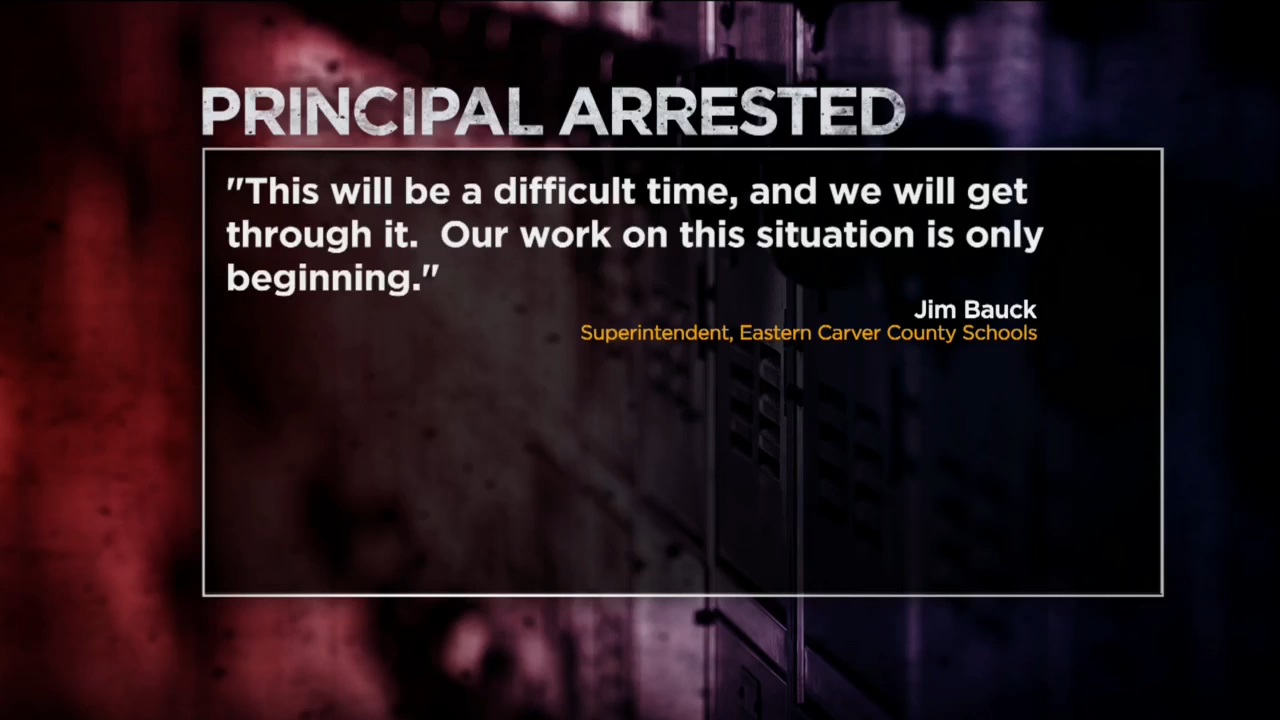 PRINCIPAL ARRESTED
"This will be a difficult time, and we will get
through it.  Our work on this situation is only
beginning."
Jim Bauck
Superintendent, Eastern Carver County Schools